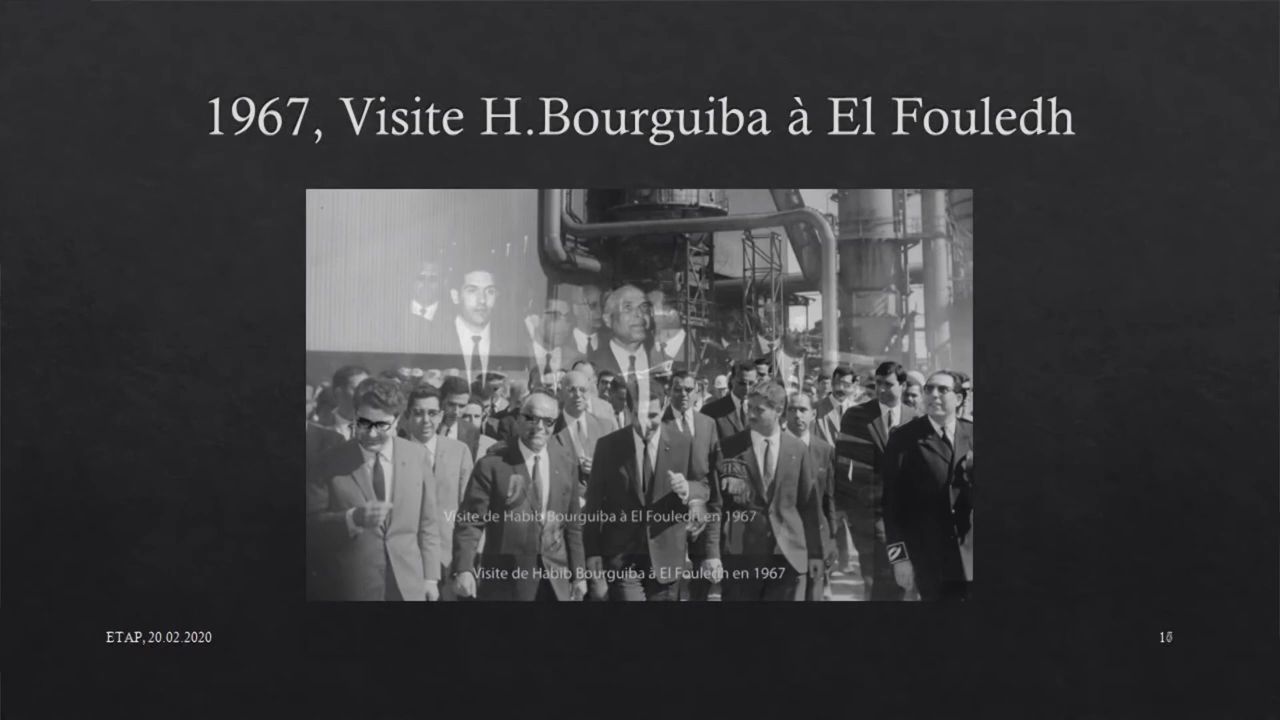 1967, Visite H.Bourguiba à El Fouledh
Visite de Habib Bourguiba à El Fouledh en 1967
Visite de Habib Bourguiba à El Fouledh en 1967
ETAP, 20.02.2020